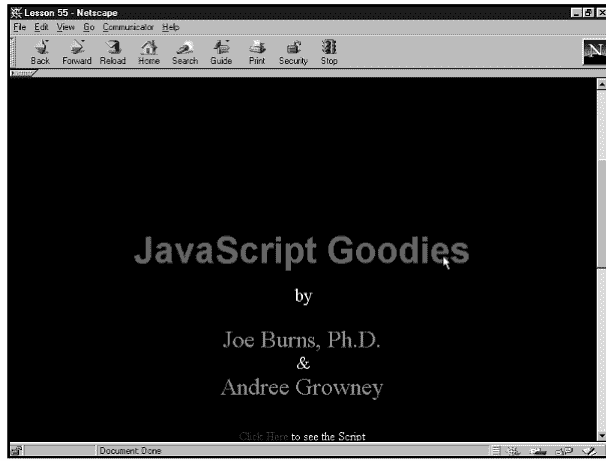 Lesson 55 - Netscape
File Edit View Go Communicator Help
Back Forward Reload Home Search Guide Print Security Stop
N
JavaScript Goodies
by
Joe Burns, Ph.D.
&
Andree Growney
Click Here to see the Script
Document: Done